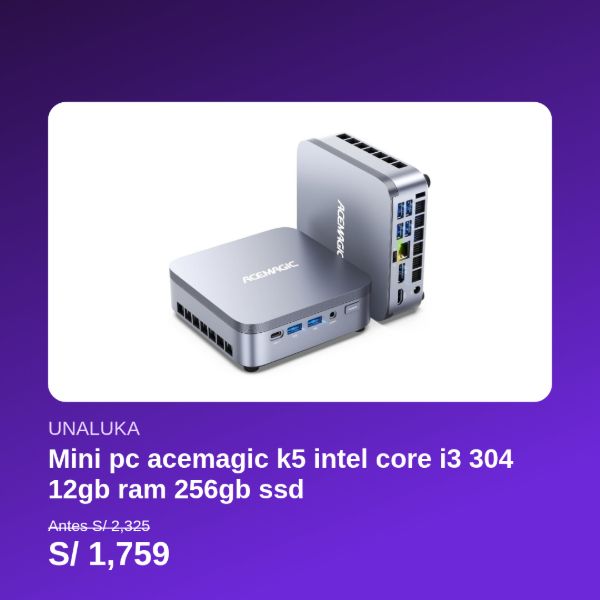 ACEMAGIC
ACEMAGIC
UNALUKA
Mini pc acemagic k5 intel core i3 304
12gb ram 256gb ssd
Antes S/ 2,325
S/ 1,759